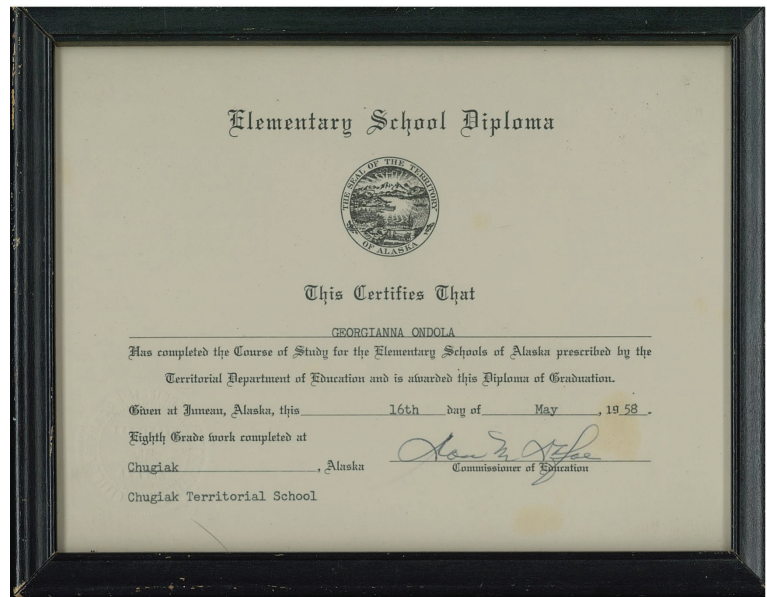 Elementary School Diploma
THE SEAL OF THE TERRITORY OF ALASKA
This Certifies That
GEORGIANNA ONDOLA
Has completed the Course of Study for the Elementary Schools of Alaska prescribed by the
Territorial Department of Education and is awarded this Diploma of Graduation.
Given at Juneau, Alaska, this 16th day of May, 1958.
Eighth Grade work completed at
Chugiak, Alaska
Commissioner of Education
Chugiak Territorial School